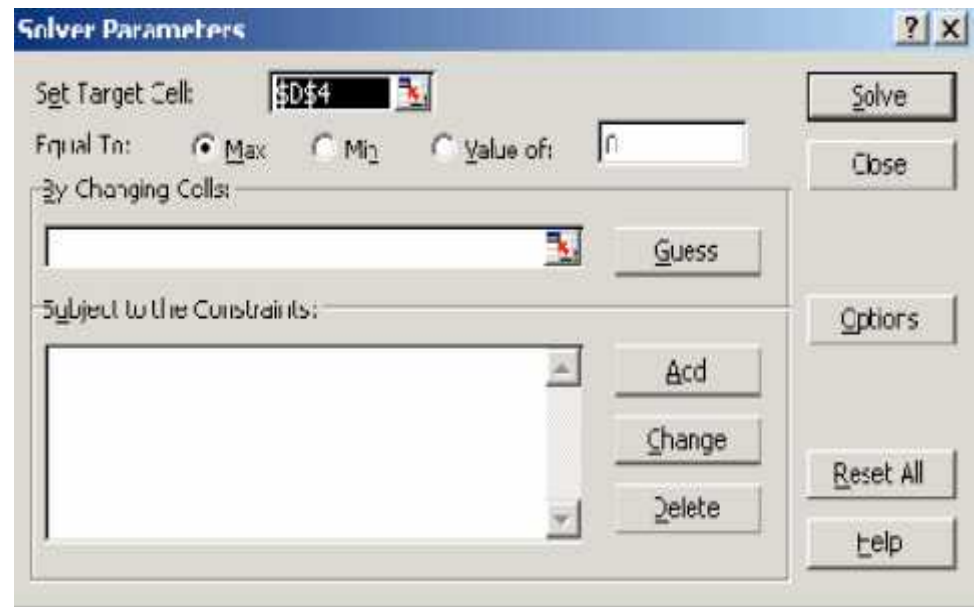 Solver Parameters
Set Target Cell: $D$4 Solve
Equal To: Max Min Value of: 0 Close
By Changing Cells:
Guess
Subject to the Constraints: Options
Add
Change
Reset All
Delete
Help